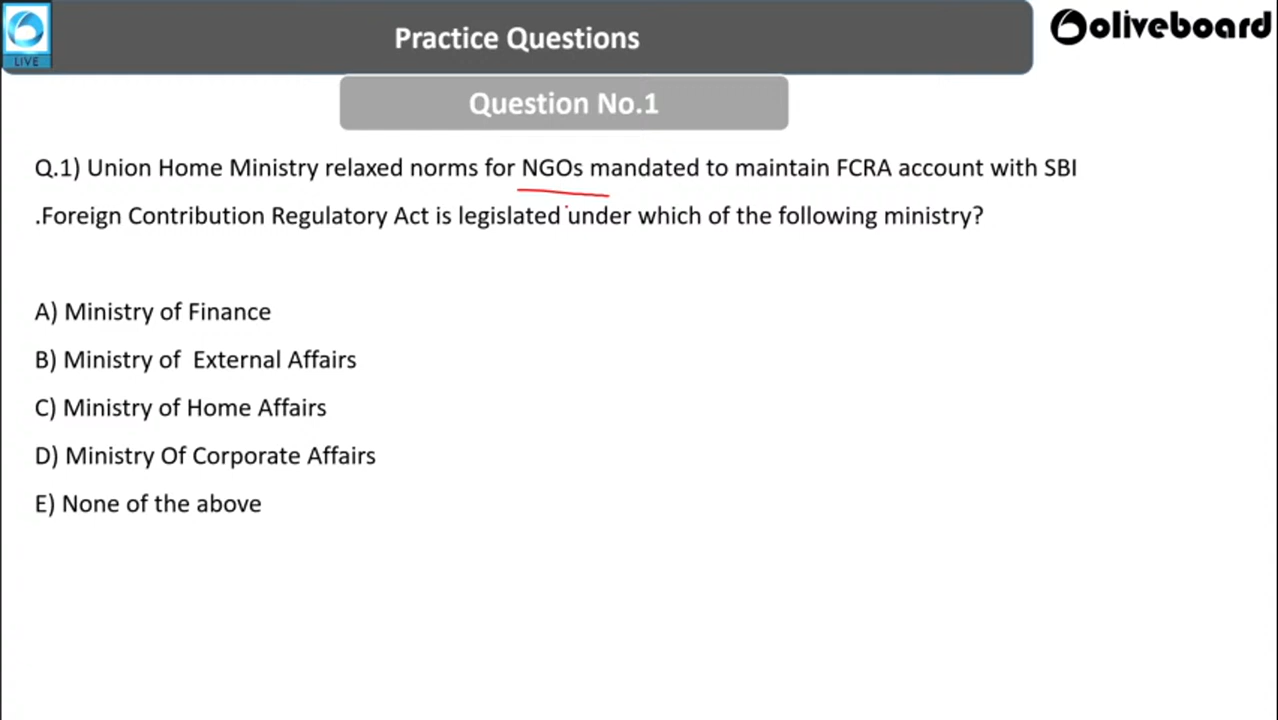 Practice Questions
oliveboard
LIVE
Question No.1
Q.1) Union Home Ministry relaxed norms for NGOs mandated to maintain FCRA account with SBI
.Foreign Contribution Regulatory Act is legislated under which of the following ministry?
A) Ministry of Finance
B) Ministry of  External Affairs
C) Ministry of Home Affairs
D) Ministry Of Corporate Affairs
E) None of the above